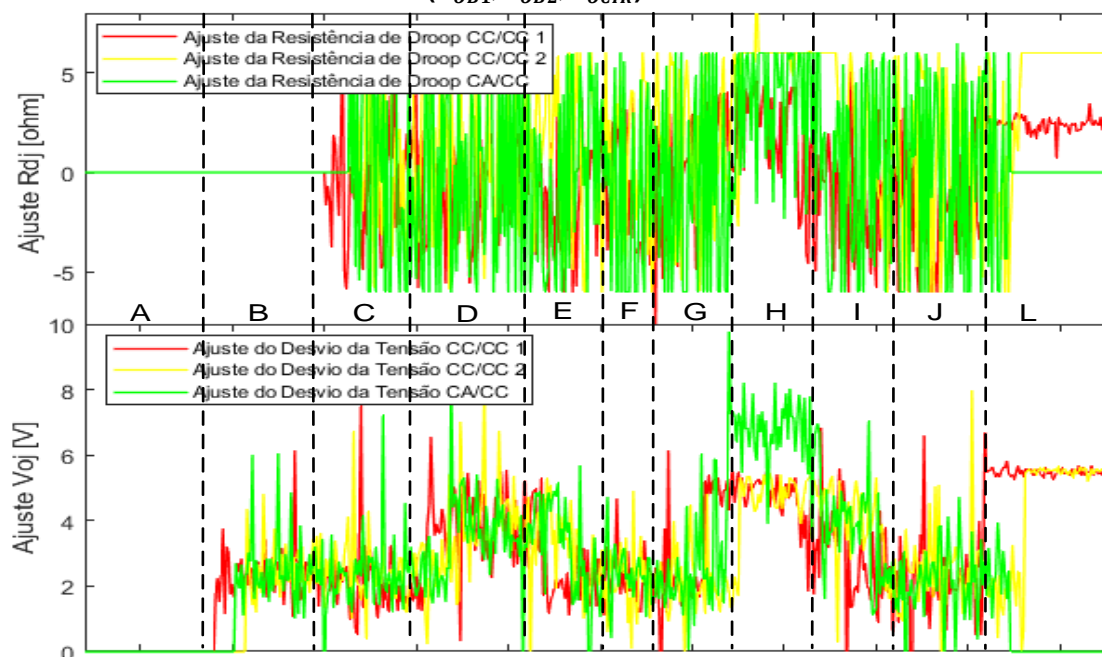 Ajuste da Resistência de Droop CC/CC 1
Ajuste da Resistência de Droop CC/CC 2
Ajuste da Resistência de Droop CA/CC
Ajuste Rdj [ohm]
5
0
-5
A B C D E F G H I J L
Ajuste do Desvio da Tensão CC/CC 1
Ajuste do Desvio da Tensão CC/CC 2
Ajuste do Desvio da Tensão CA/CC
Ajuste Voj [V]
10
8
6
4
2
0